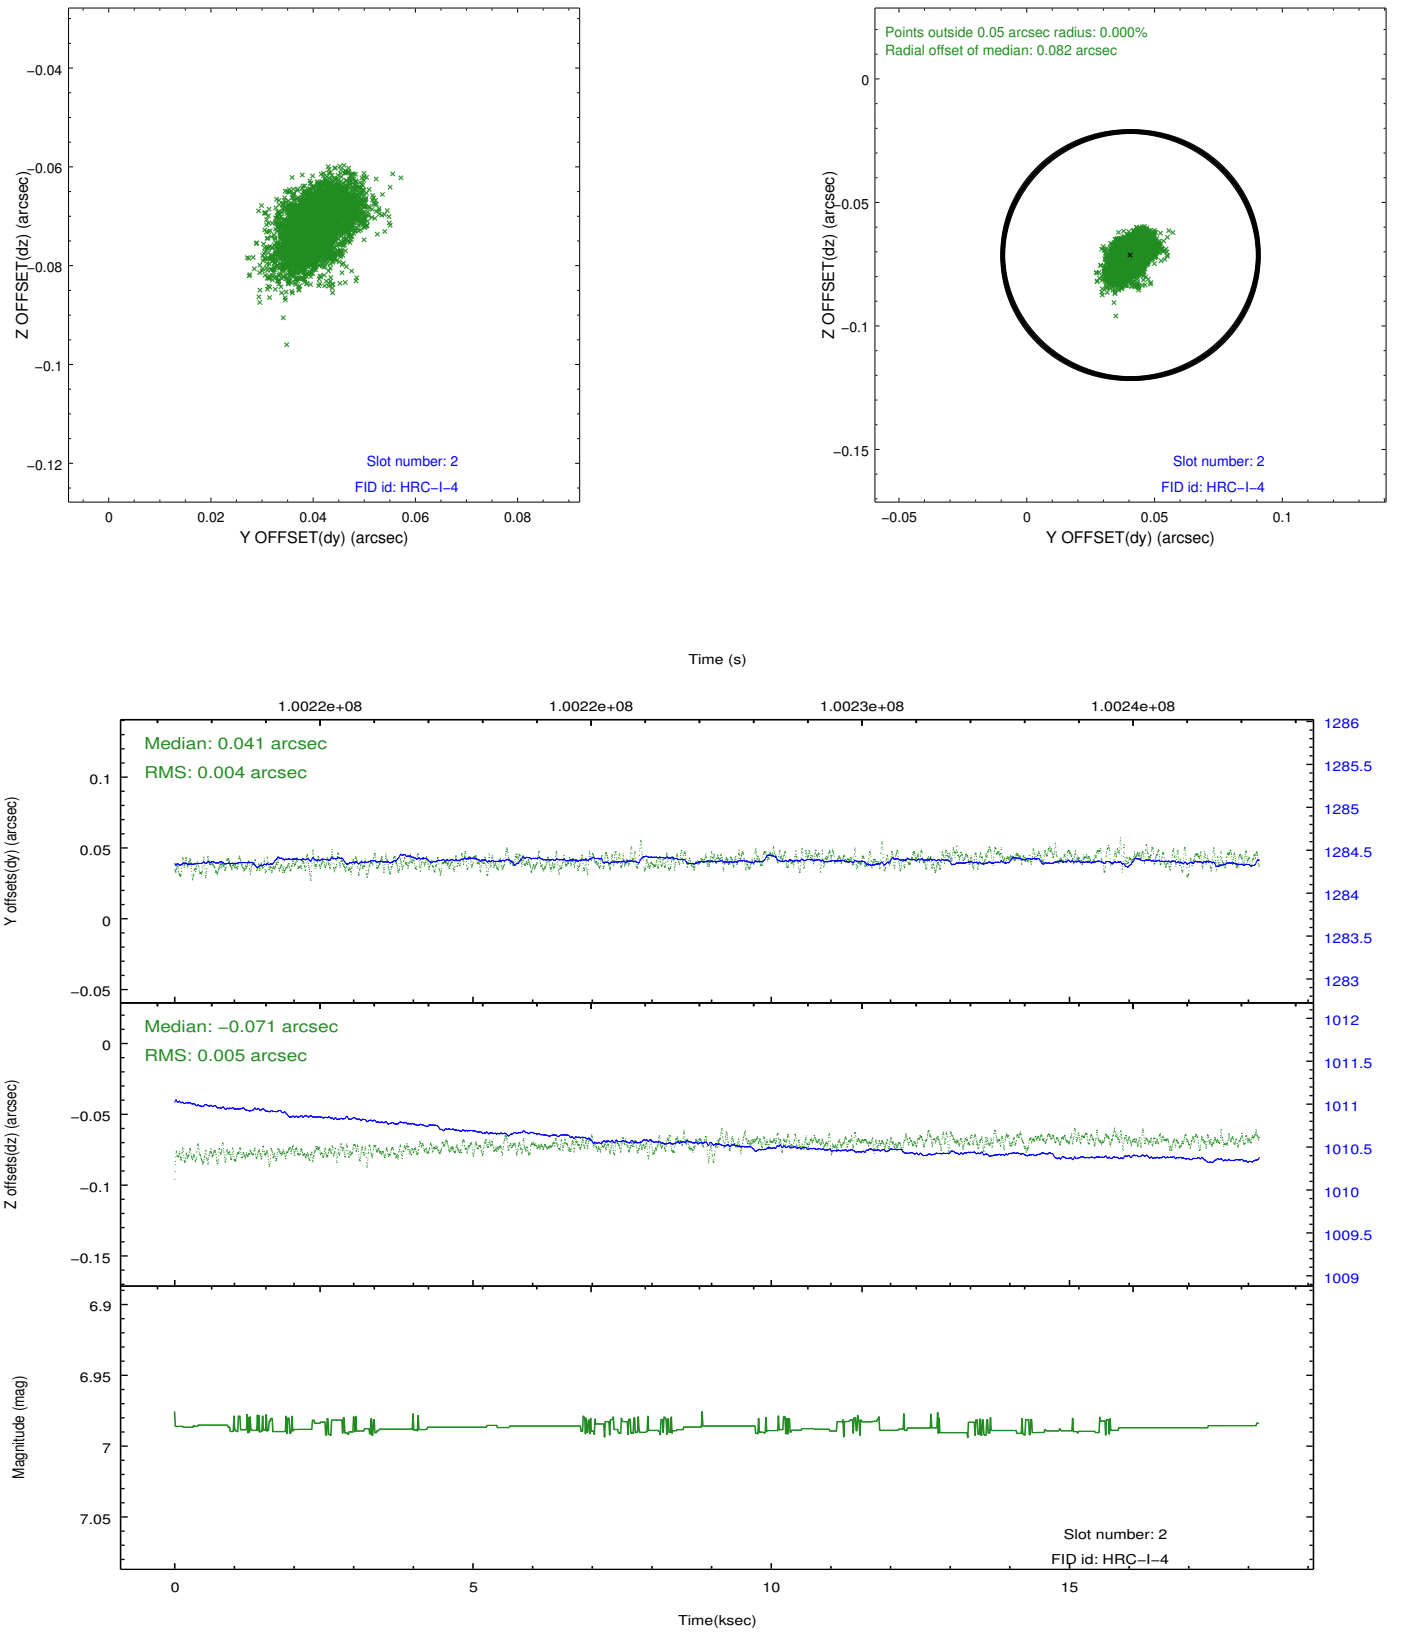 −0.04
−0.06
−0.08
−0.1
−0.12
Z OFFSET(dz) (arcsec)
0
0.02
0.04
0.06
0.08
Y OFFSET(dy) (arcsec)
Slot number: 2
FID id: HRC−I−4
Points outside 0.05 arcsec radius: 0.000%
Radial offset of median: 0.082 arcsec
0
−0.05
−0.1
−0.15
Z OFFSET(dz) (arcsec)
−0.05
0
0.05
0.1
Y OFFSET(dy) (arcsec)
Slot number: 2
FID id: HRC−I−4
Time (s)
1.0022e+08
1.0022e+08
1.0023e+08
1.0024e+08
Median: 0.041 arcsec
RMS: 0.004 arcsec
0.1
0.05
0
−0.05
Y offsets(dy) (arcsec)
1286
1285.5
1285
1284.5
1284
1283.5
1283
Median: −0.071 arcsec
RMS: 0.005 arcsec
0
−0.05
−0.1
−0.15
Z offsets(dz) (arcsec)
1012
1011.5
1011
1010.5
1010
1009.5
1009
6.9
6.95
7
7.05
Magnitude (mag)
Slot number: 2
FID id: HRC−I−4
0
5
10
15
Time(ksec)